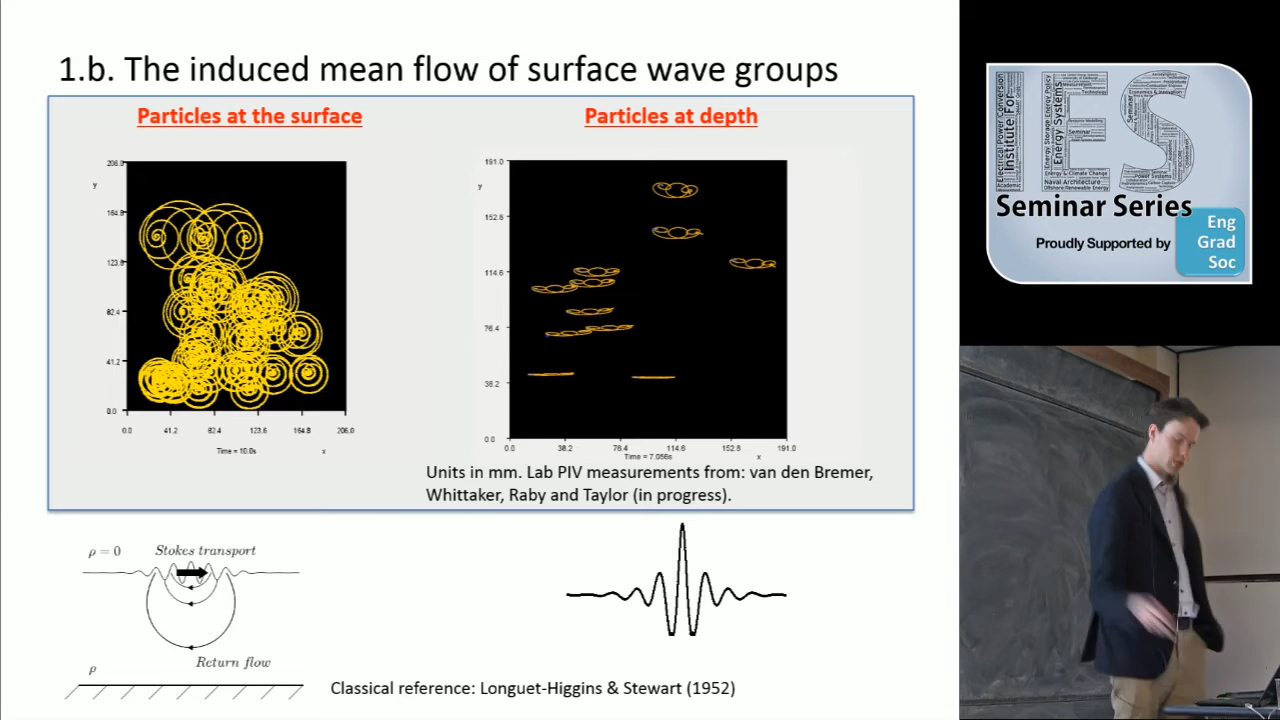 1.b. The induced mean flow of surface wave groups
Particles at the surface
206.0
y
164.8
123.6
82.4
41.2
0.0
0.0 41.2 82.4 123.6 164.8 206.0
Time = 10.0s x
Particles at depth
191.0
y
152.8
114.6
76.4
38.2
0.0
0.0 38.2 76.4 114.6 152.8 191.0
Time = 7.056s x
Units in mm. Lab PIV measurements from: van den Bremer,
Whittaker, Raby and Taylor (in progress).
ρ = 0 Stokes transport
Return flow
ρ
Classical reference: Longuet-Higgins & Stewart (1952)
IES
Institute For
Energy Systems
Seminar Series
Proudly Supported by
Eng
Grad
Soc